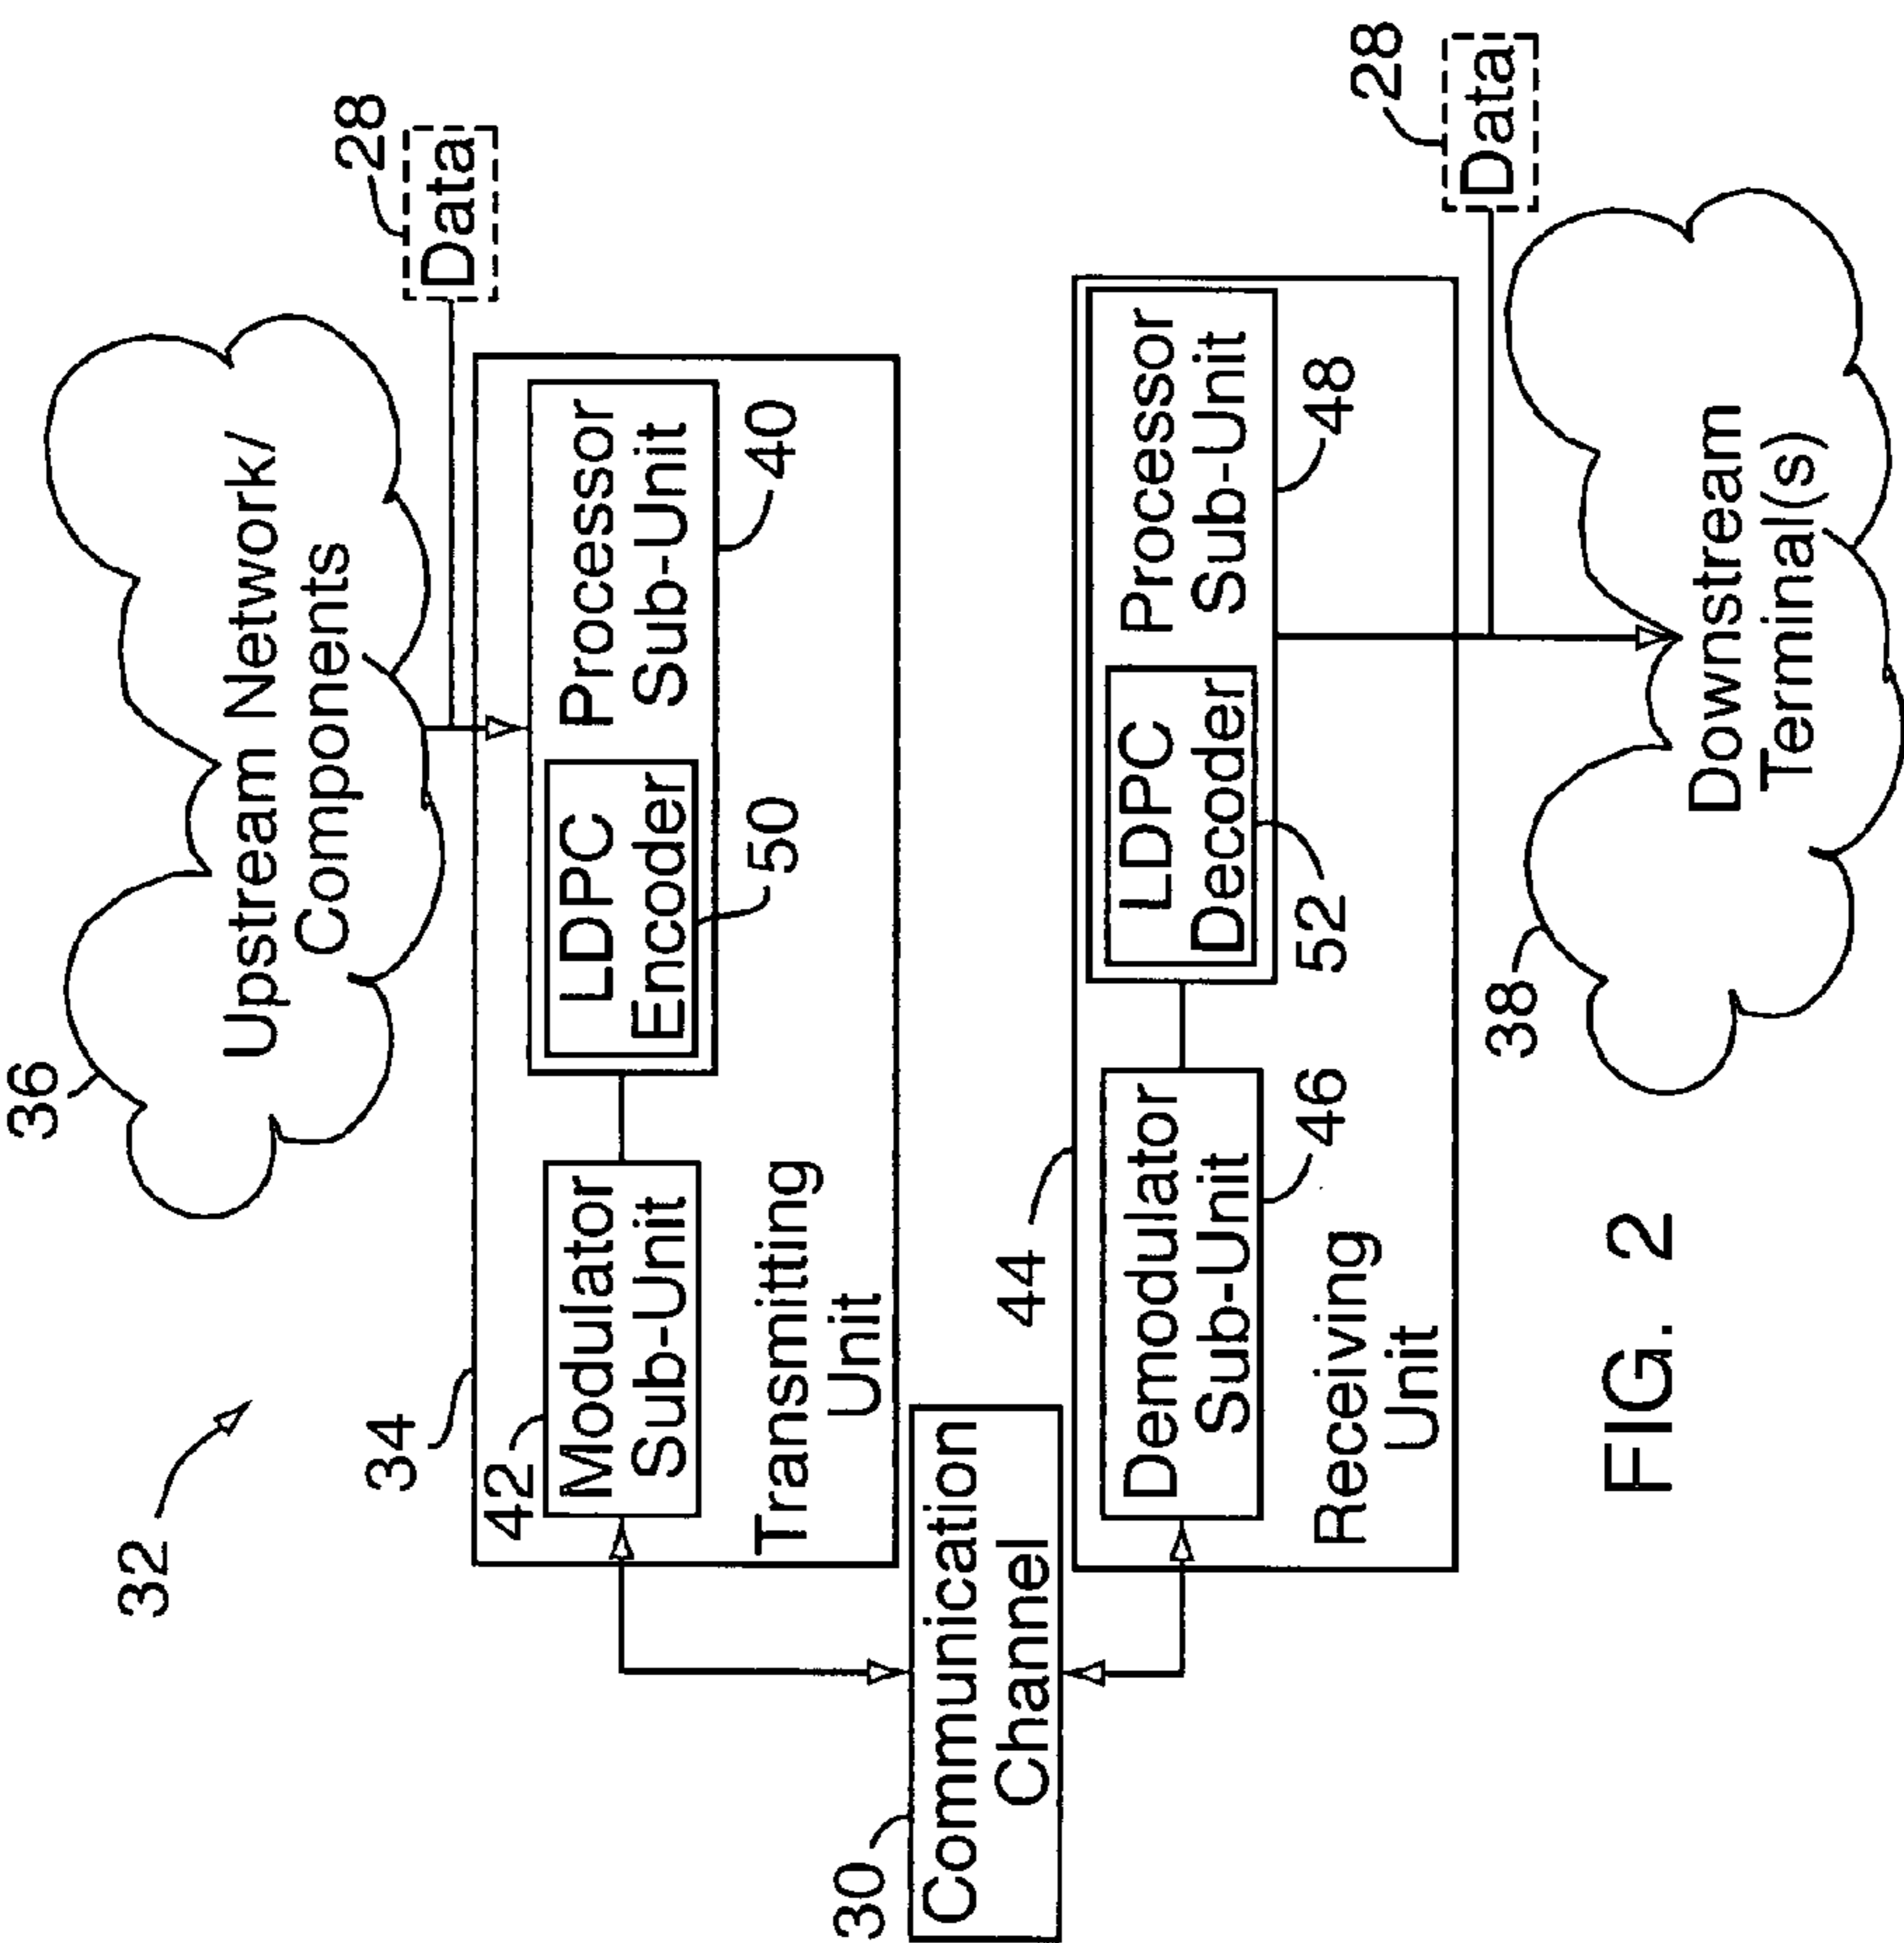 36
Upstream Network/
Components
28
Data
32
34
42
Modulator
Sub-Unit
LDPC
Encoder
Processor
Sub-Unit
40
50
Transmitting
Unit
30
Communication
Channel
44
Demodulator
Sub-Unit
46
LDPC
Decoder
52
Processor
Sub-Unit
48
Receiving
Unit
28
Data
38
Downstream
Terminal(s)
FIG. 2